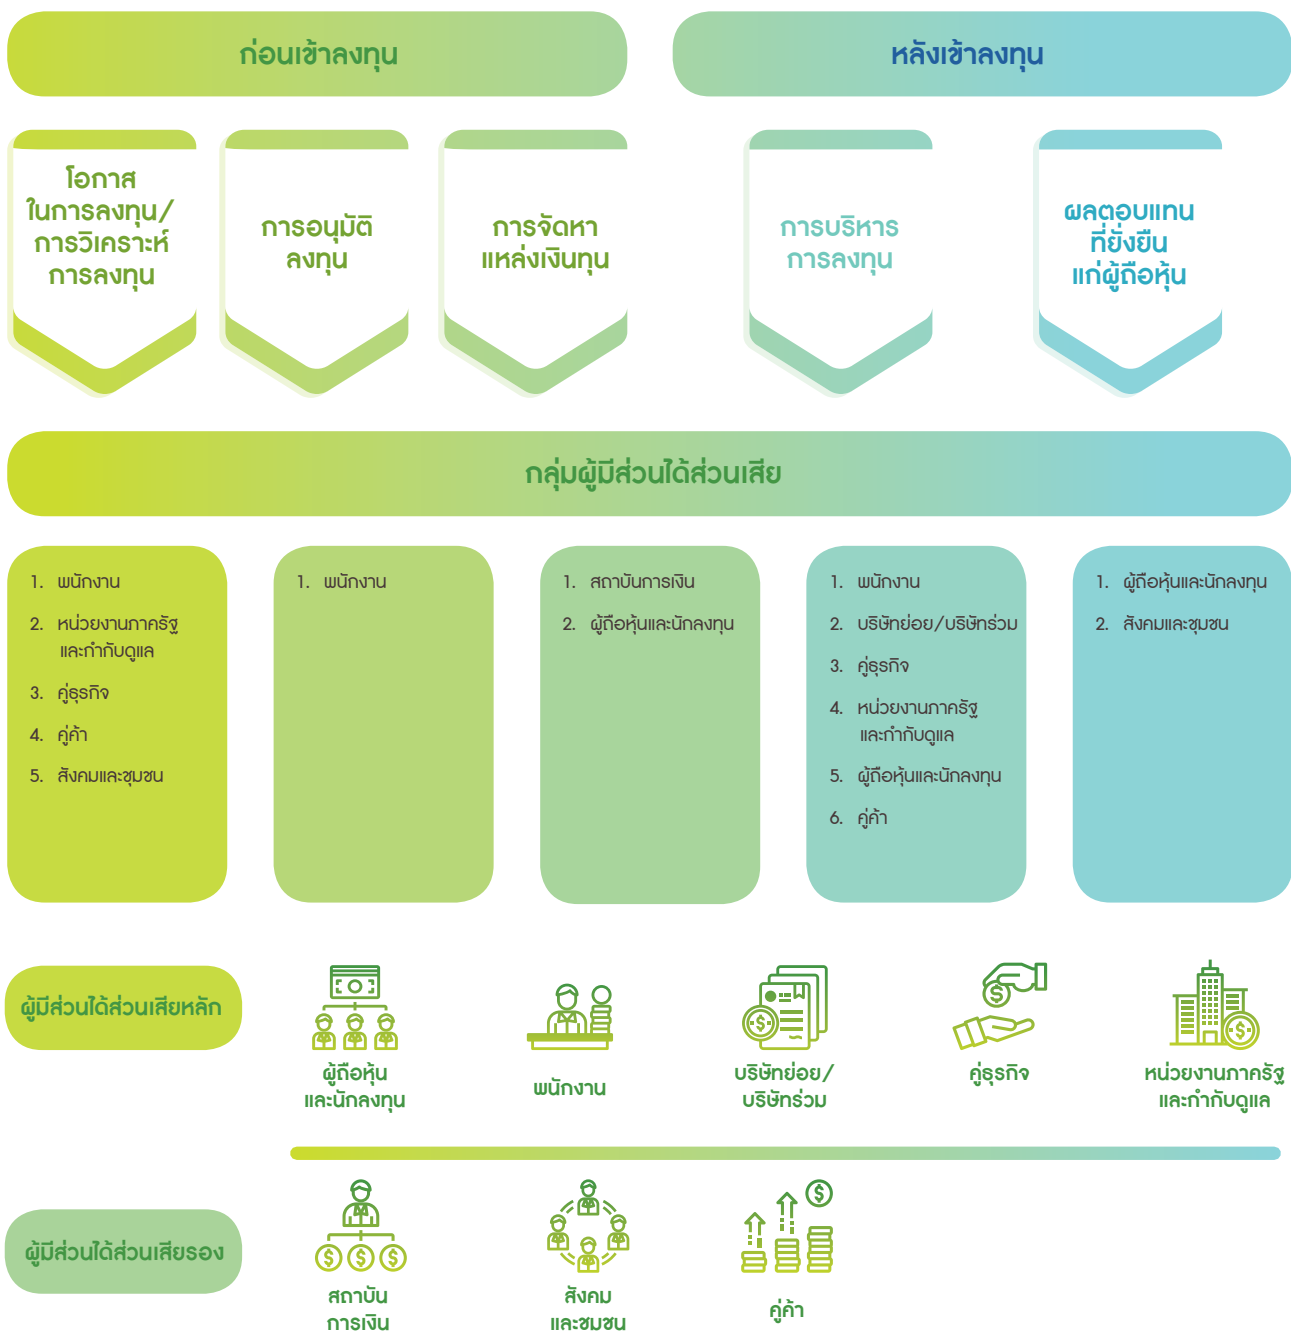 ก่อนเข้าลงทุน
หลังเข้าลงทุน
โอกาส
ในการลงทุน/
การวิเคราะห์
การลงทุน
การอนุมัติ
ลงทุน
การจัดหา
แหล่งเงินทุน
การบริหาร
การลงทุน
ผลตอบแทน
ที่ยั่งยืน
แก่ผู้ถือหุ้น
กลุ่มผู้มีส่วนได้ส่วนเสีย
1. พนักงาน
2. หน่วยงานภาครัฐ
และกำกับดูแล
3. คู่ธุรกิจ
4. คู่ค้า
5. สังคมและชุมชน
1. พนักงาน
1. สถาบันการเงิน
2. ผู้ถือหุ้นและนักลงทุน
1. พนักงาน
2. บริษัทย่อย/บริษัทร่วม
3. คู่ธุรกิจ
4. หน่วยงานภาครัฐ
และกำกับดูแล
5. ผู้ถือหุ้นและนักลงทุน
6. คู่ค้า
1. ผู้ถือหุ้นและนักลงทุน
2. สังคมและชุมชน
ผู้มีส่วนได้ส่วนเสียหลัก
ผู้ถือหุ้น
และนักลงทุน
พนักงาน
บริษัทย่อย/
บริษัทร่วม
คู่ธุรกิจ
หน่วยงานภาครัฐ
และกำกับดูแล
ผู้มีส่วนได้ส่วนเสียรอง
สถาบัน
การเงิน
สังคม
และชุมชน
คู่ค้า